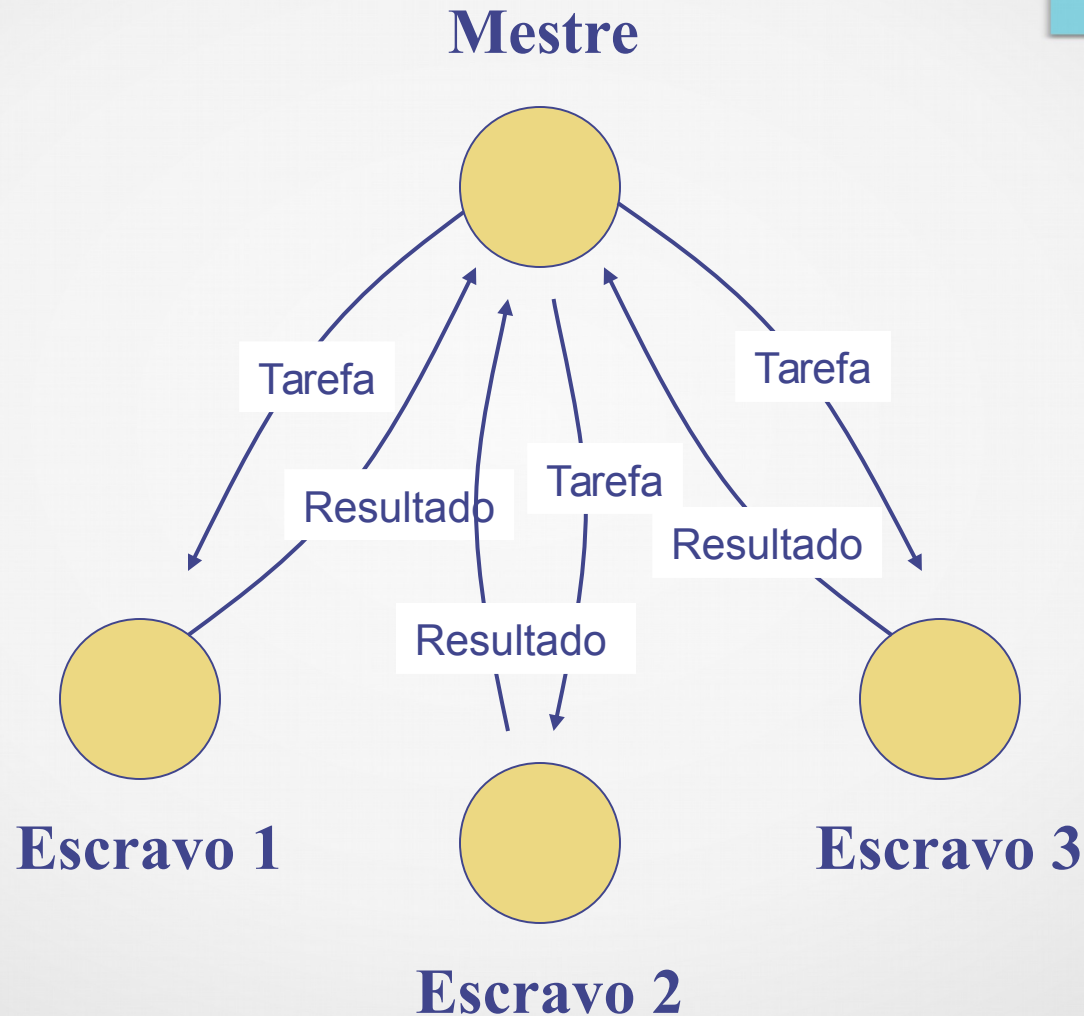 Mestre
Tarefa
Tarefa
Tarefa
Resultado
Resultado
Resultado
Escravo 1
Escravo 3
Escravo 2